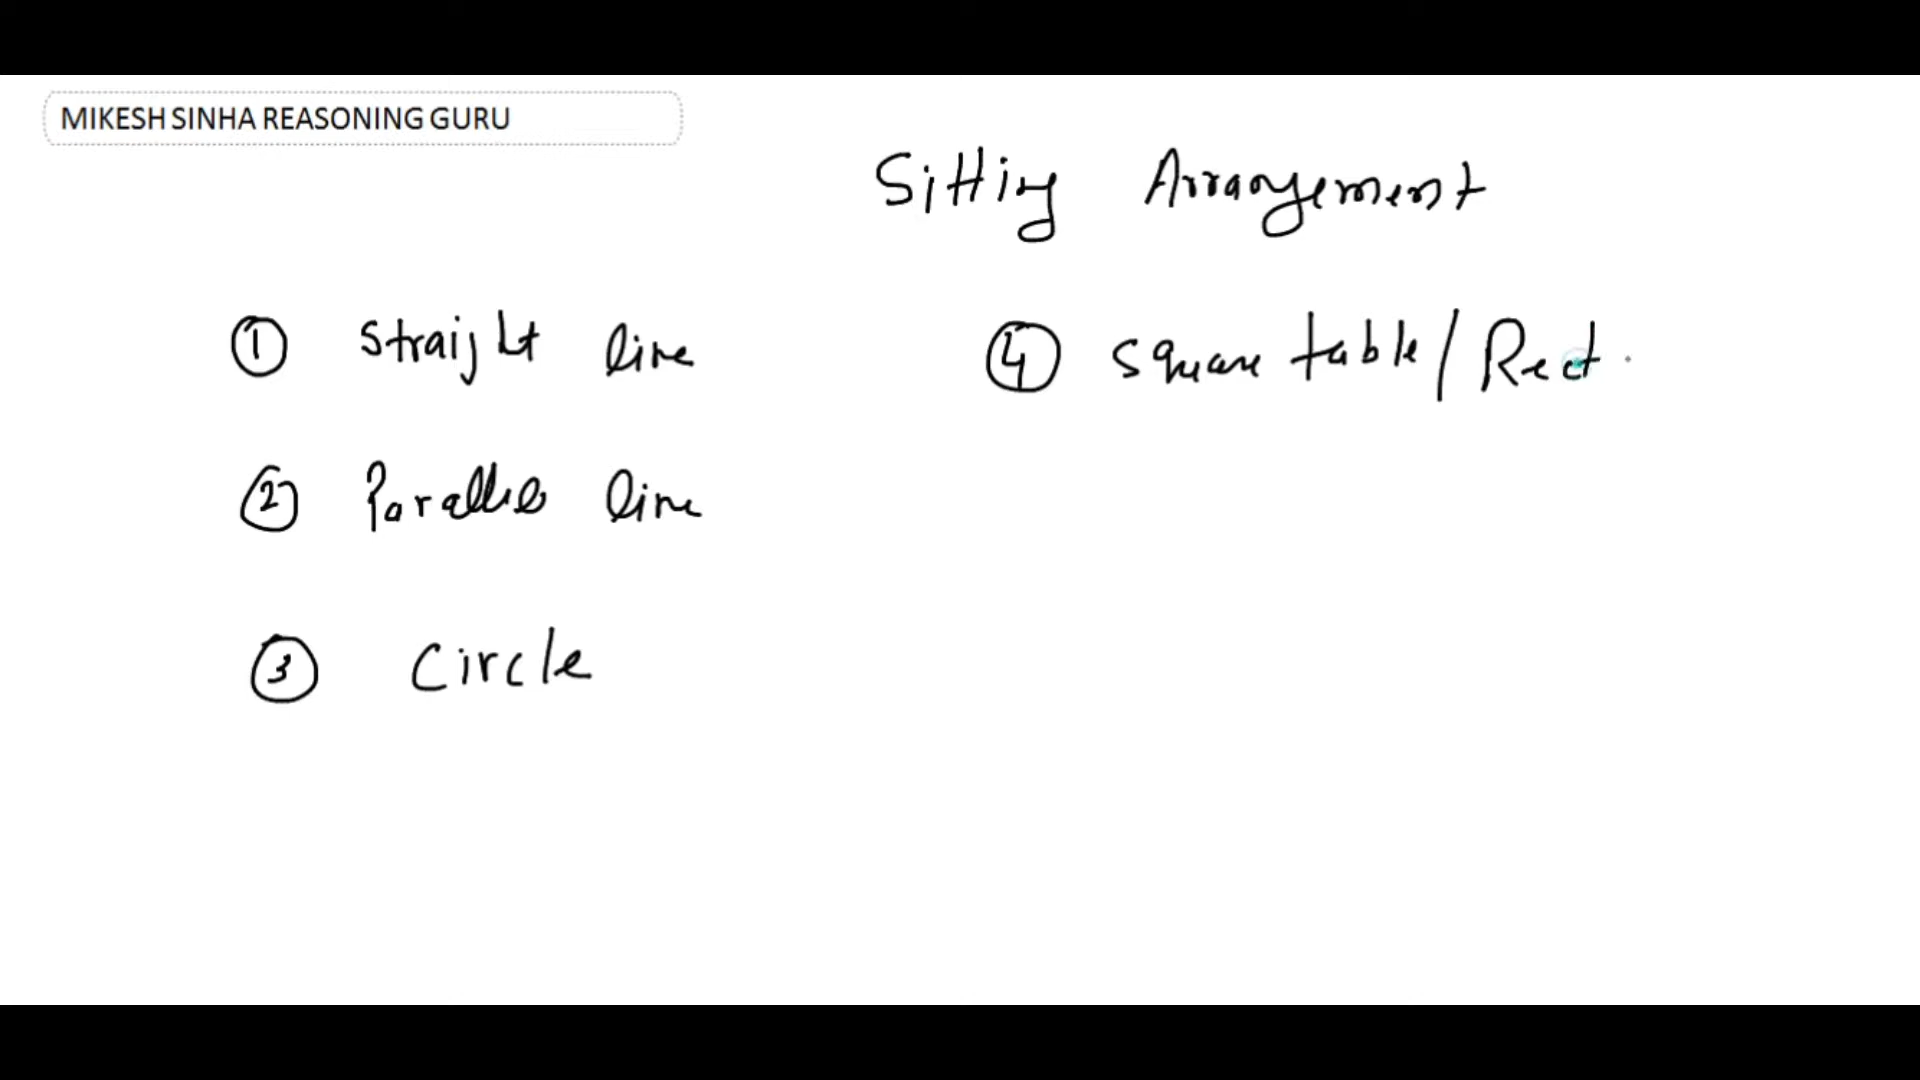 MIKESH SINHA REASONING GURU
Sitting Arrangement
① Straight line
② Parallel line
③ Circle
④ Square table / Rect